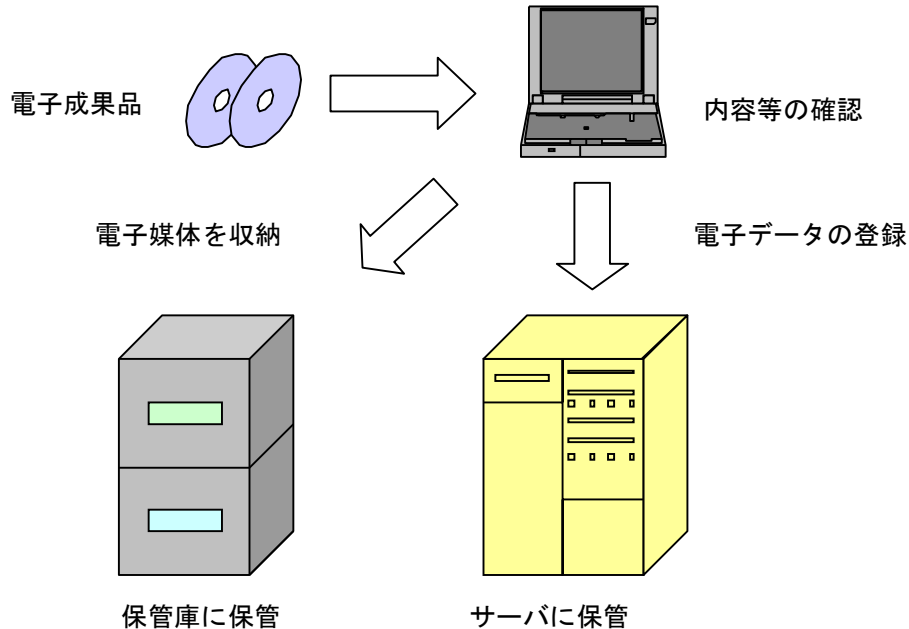 電子成果品
内容等の確認
電子媒体を収納
電子データの登録
保管庫に保管
サーバに保管